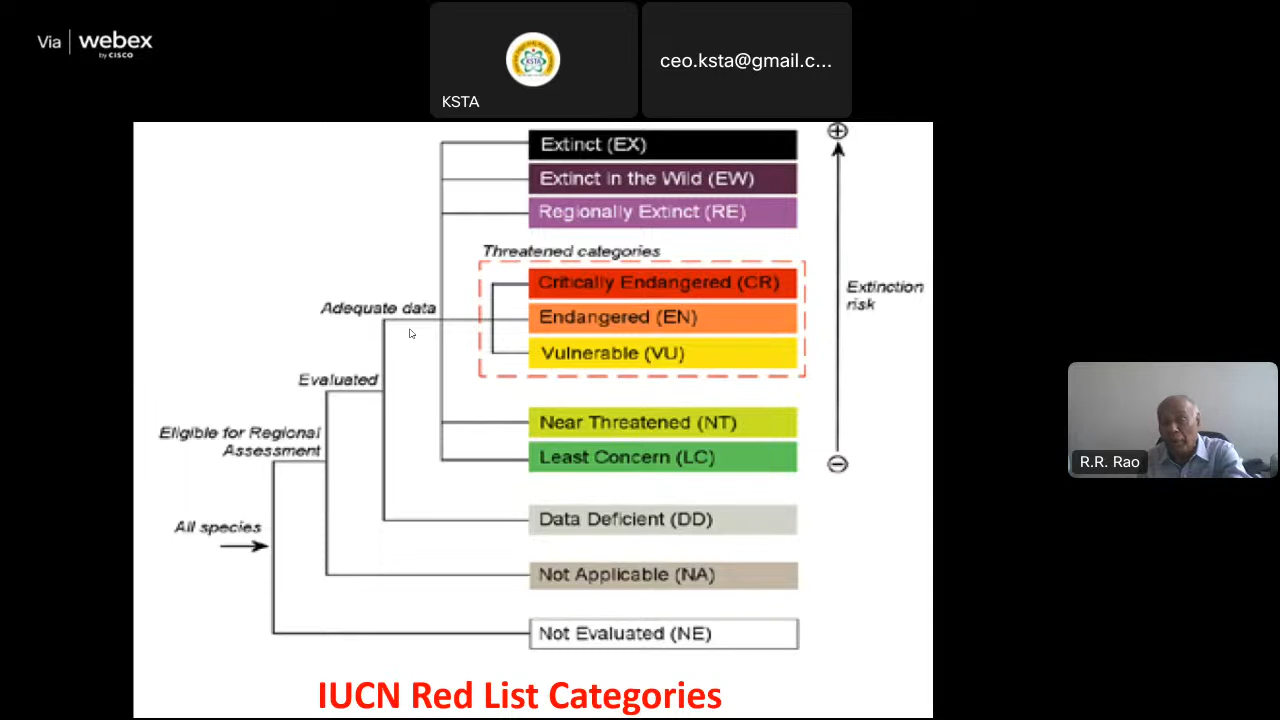 Via webex
by CISCO
KSTA
KSTA
ceo.ksta@gmail.c...
Extinct (EX)
Extinct in the Wild (EW)
Regionally Extinct (RE)
Threatened categories
Critically Endangered (CR)
Adequate data
Endangered (EN)
Extinction
risk
Vulnerable (VU)
Evaluated
Near Threatened (NT)
Eligible for Regional
Assessment
Least Concern (LC)
R.R. Rao
All species
Data Deficient (DD)
Not Applicable (NA)
Not Evaluated (NE)
IUCN Red List Categories